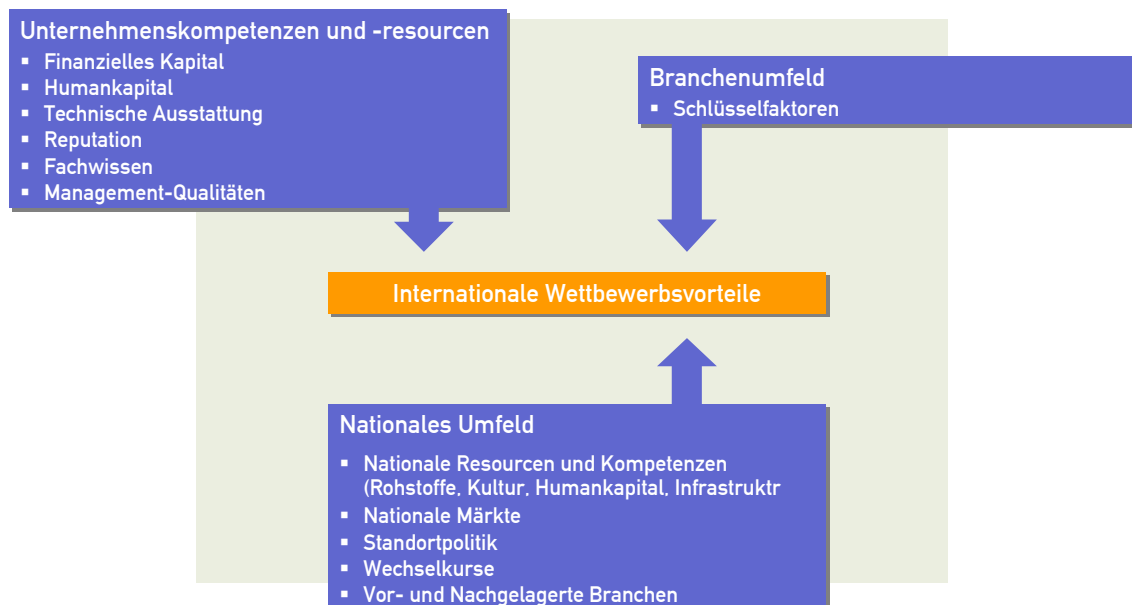 Unternehmenskompetenzen und -resourcen
▪ Finanzielles Kapital
▪ Humankapital
▪ Technische Ausstattung
▪ Reputation
▪ Fachwissen
▪ Management-Qualitäten
Branchenumfeld
▪ Schlüsselfaktoren
Internationale Wettbewerbsvorteile
Nationales Umfeld
▪ Nationale Resourcen und Kompetenzen
(Rohstoffe, Kultur, Humankapital, Infrastruktr
▪ Nationale Märkte
▪ Standortpolitik
▪ Wechselkurse
▪ Vor- und Nachgelagerte Branchen